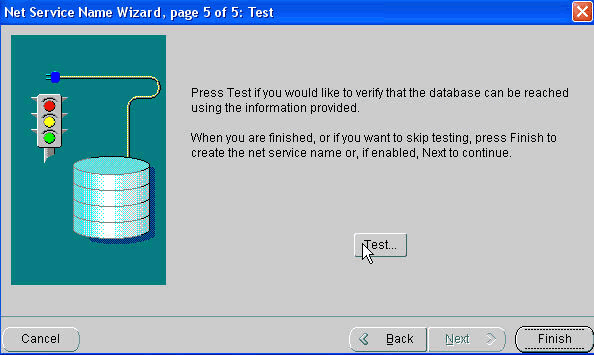 Net Service Name Wizard, page 5 of 5: Test
Press Test if you would like to verify that the database can be reached
using the information provided.
When you are finished, or if you want to skip testing, press Finish to
create the net service name or, if enabled, Next to continue.
Test...
Cancel
Back
Next
Finish